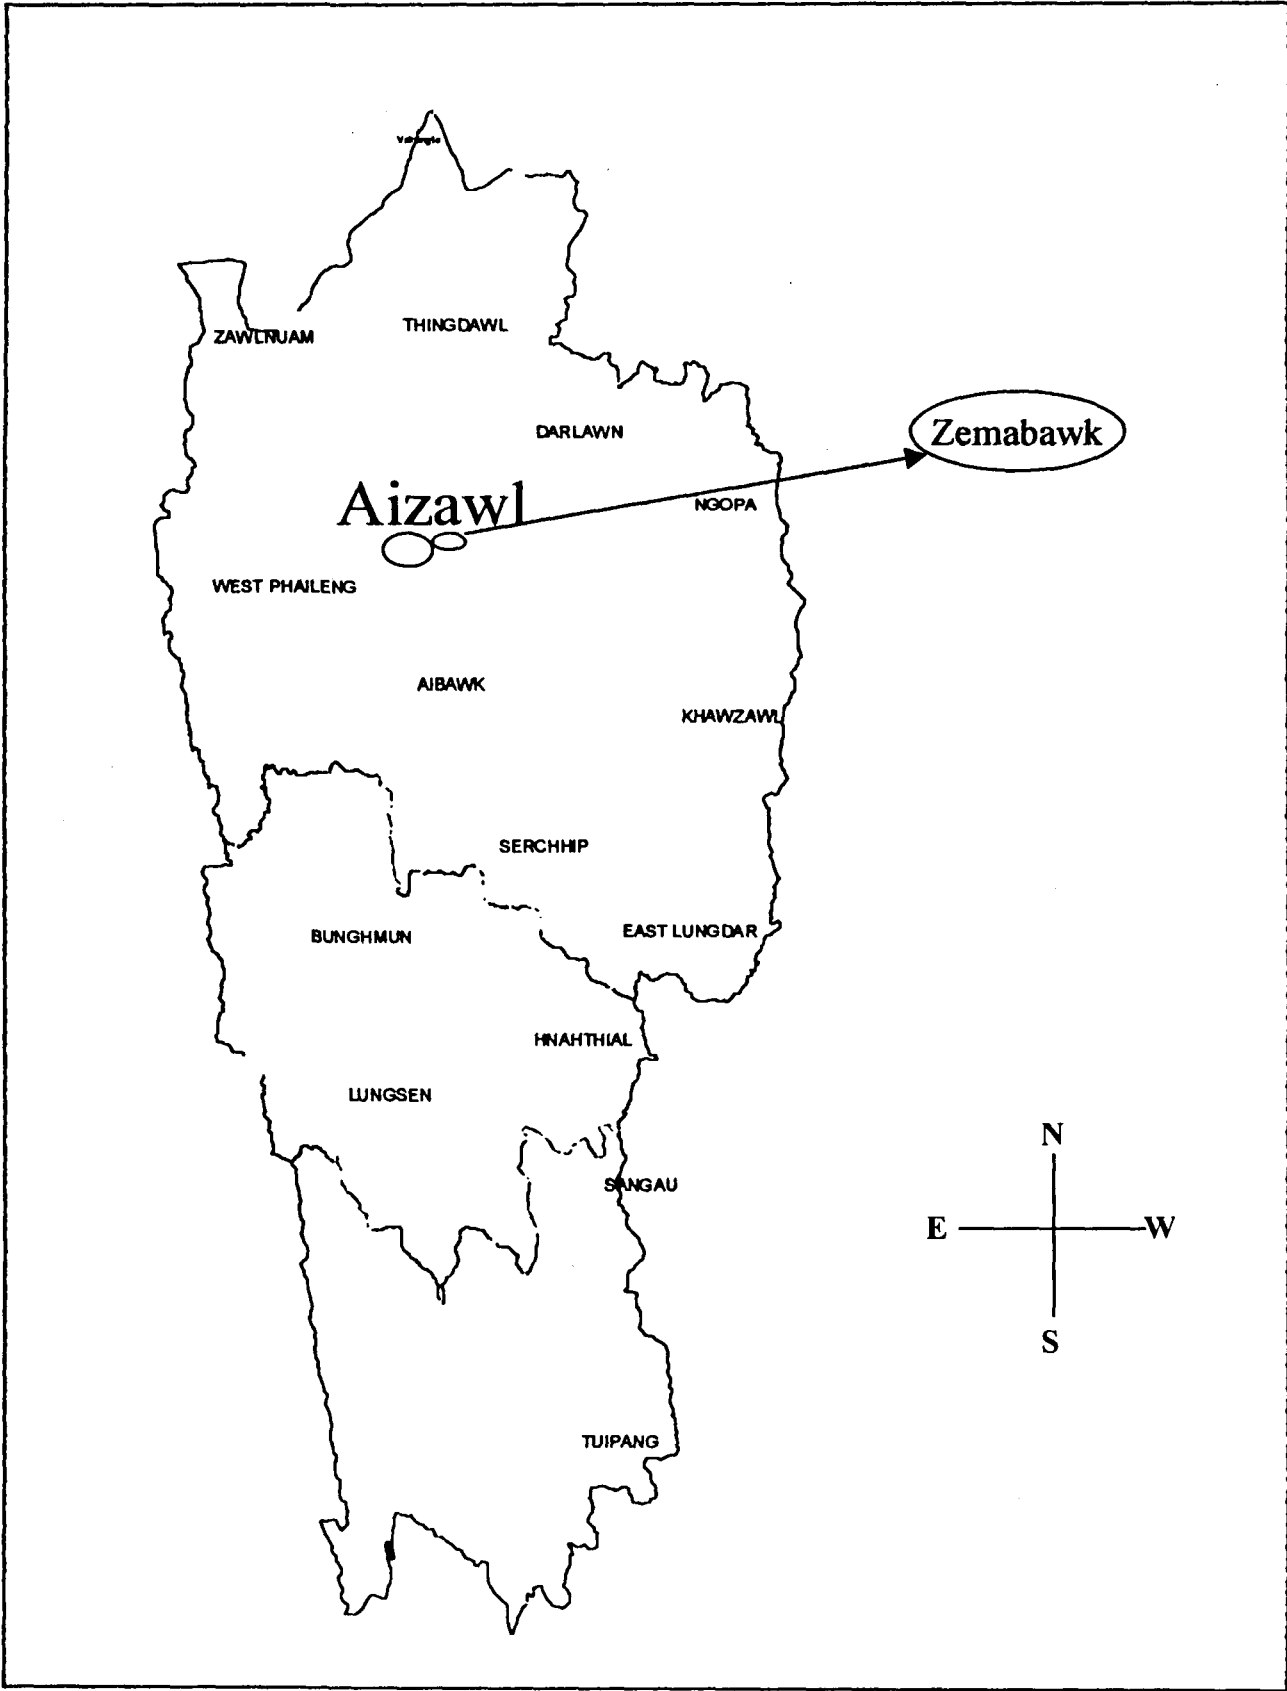 THINGDAWL
ZAWLNUAM
DARLAWN
Zemabawk
Aizawl
NGOPA
WEST PHAILENG
AIBAWK
KHAWZAWL
SERCHHIP
EAST LUNGDAR
BUNGHMUN
HNAHTHIAL
LUNGSEN
N
SANGAU
E W
S
TUIPANG